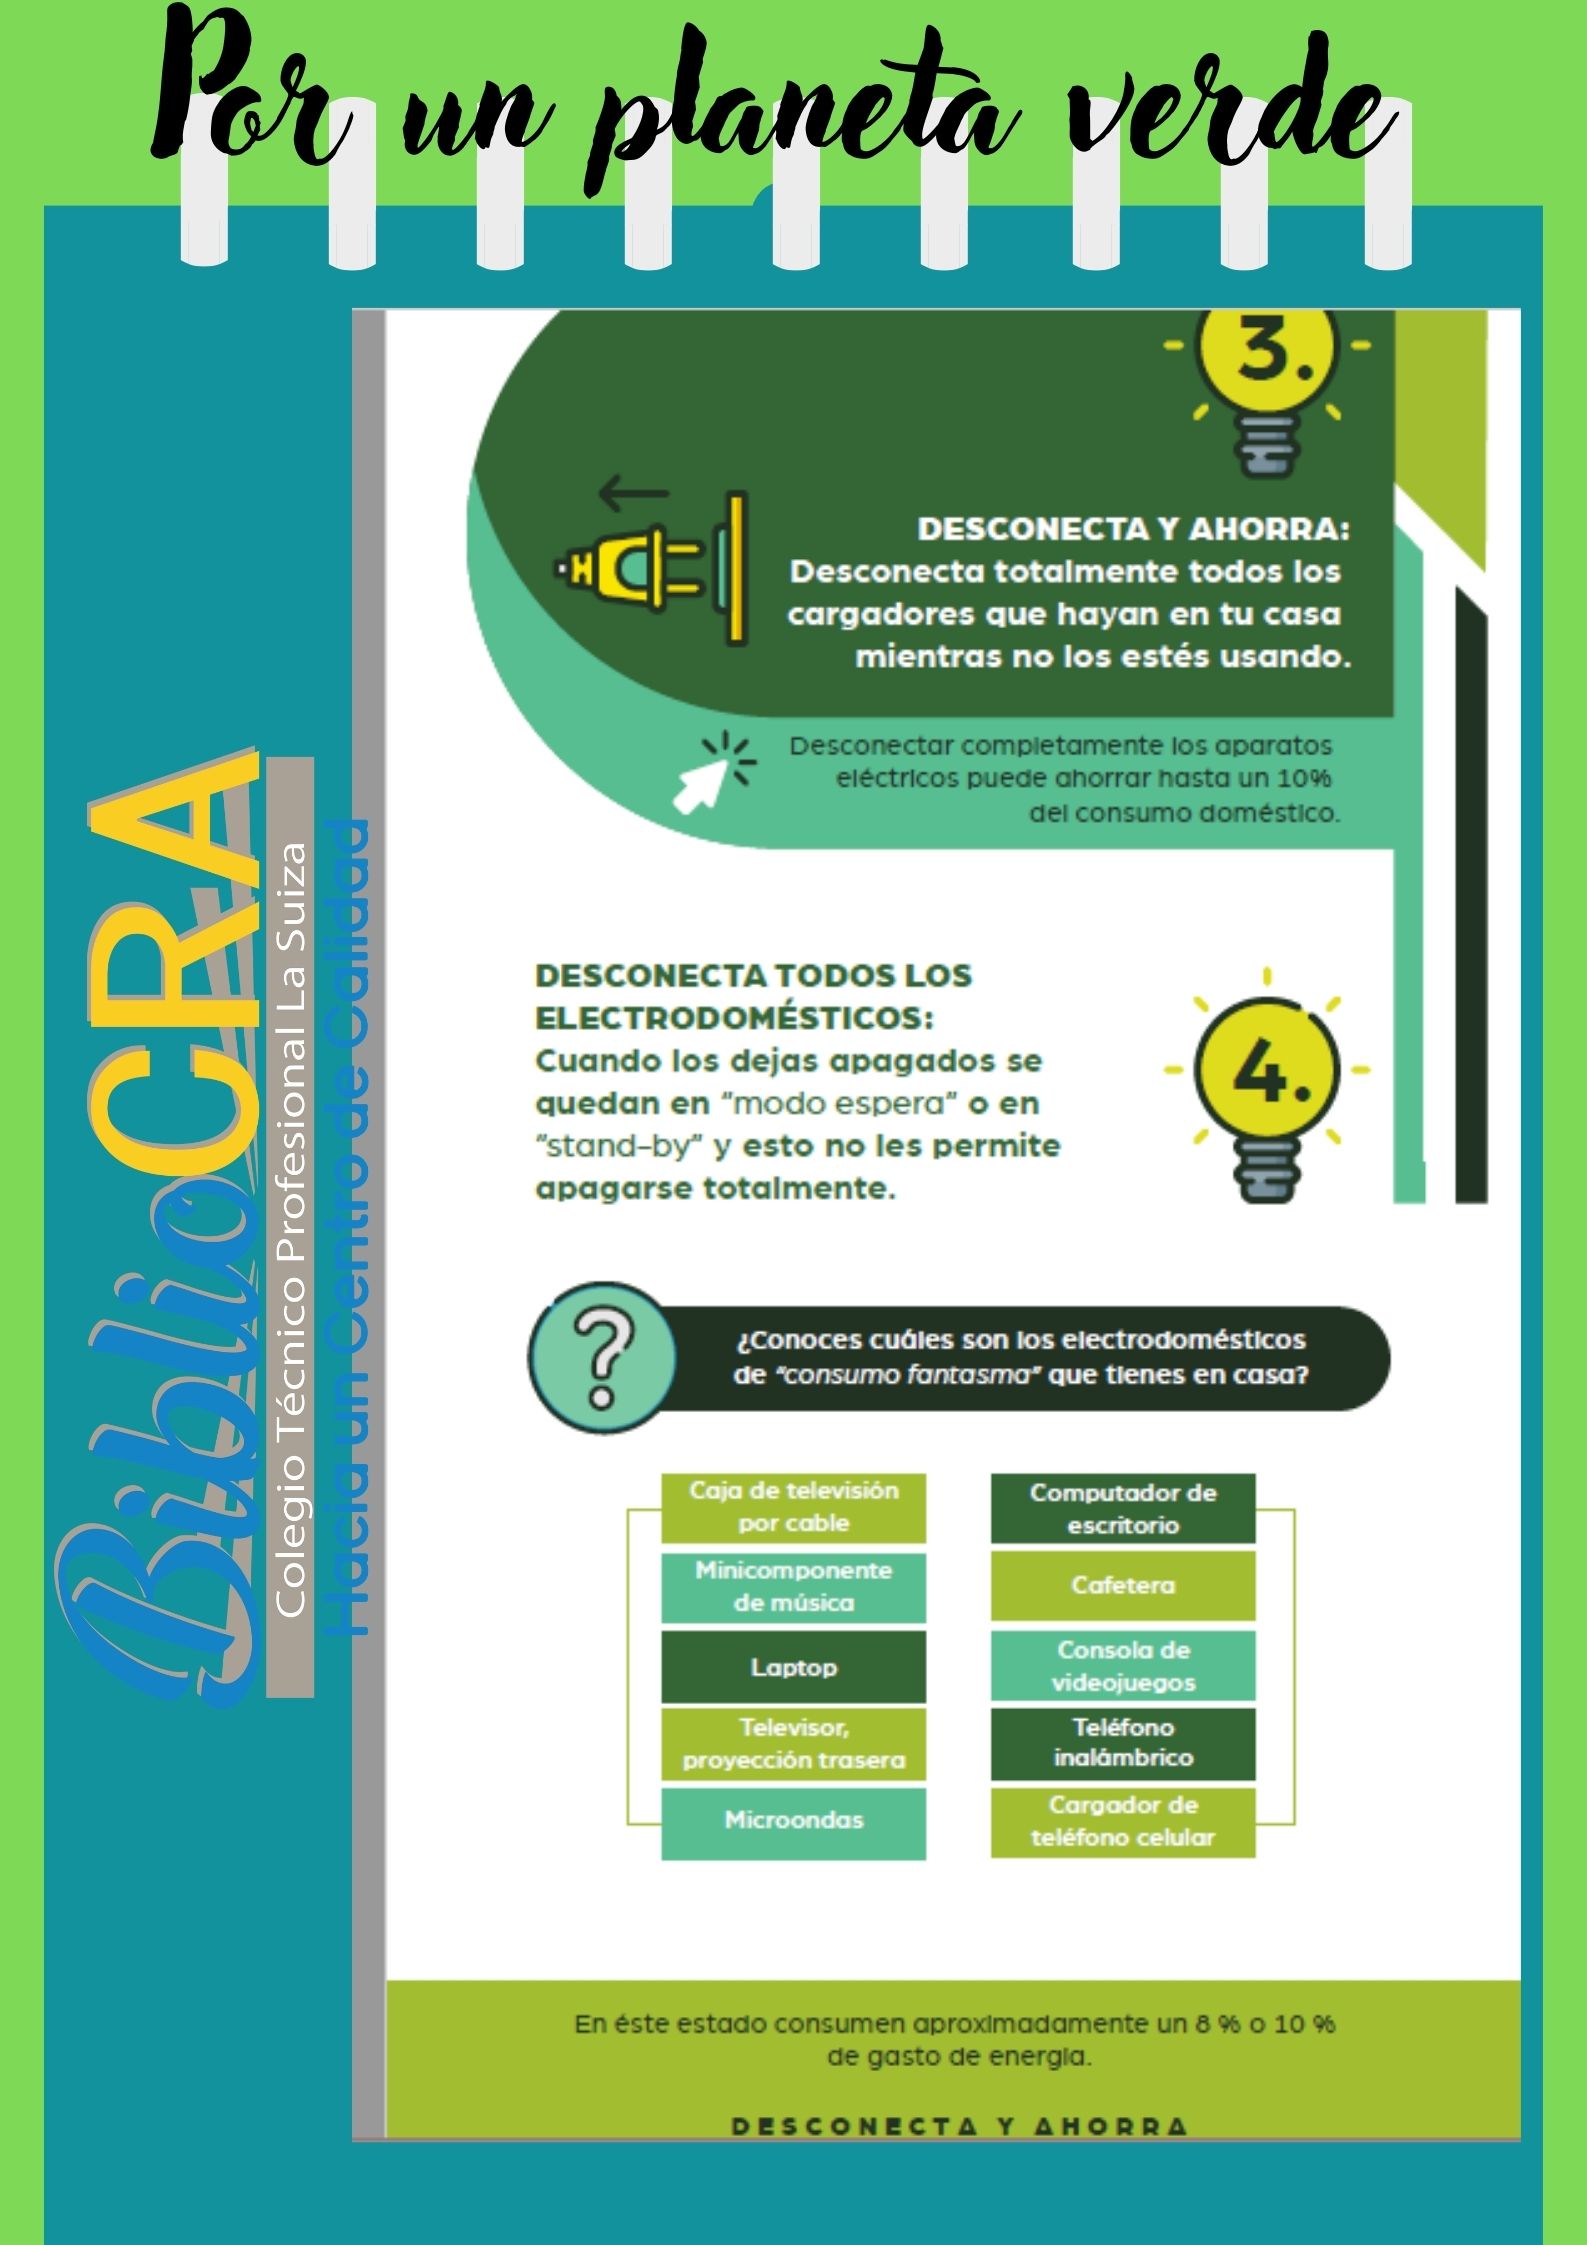 Por un planeta verde
3.
DESCONECTA Y AHORRA:
Desconecta totalmente todos los
cargadores que hayan en tu casa
mientras no los estés usando.
Desconectar completamente los aparatos
eléctricos puede ahorrar hasta un 10%
del consumo doméstico.
DESCONECTA TODOS LOS
ELECTRODOMÉSTICOS:
Cuando los dejas apagados se
quedan en "modo espera" o en
"stand-by" y esto no les permite
apagarse totalmente.
4.
?
¿Conoces cuáles son los electrodomésticos
de "consumo fantasma" que tienes en casa?
Caja de televisión
por cable
Minicomponente
de música
Laptop
Televisor,
proyección trasera
Microondas
Computador de
escritorio
Cafetera
Consola de
videojuegos
Teléfono
inalámbrico
Cargador de
teléfono celular
En éste estado consumen aproximadamente un 8 % o 10 %
de gasto de energía.
DESCONECTA Y AHORRA
BiblioCRA
Colegio Técnico Profesional La Suiza
Hacia un Centro de Calidad